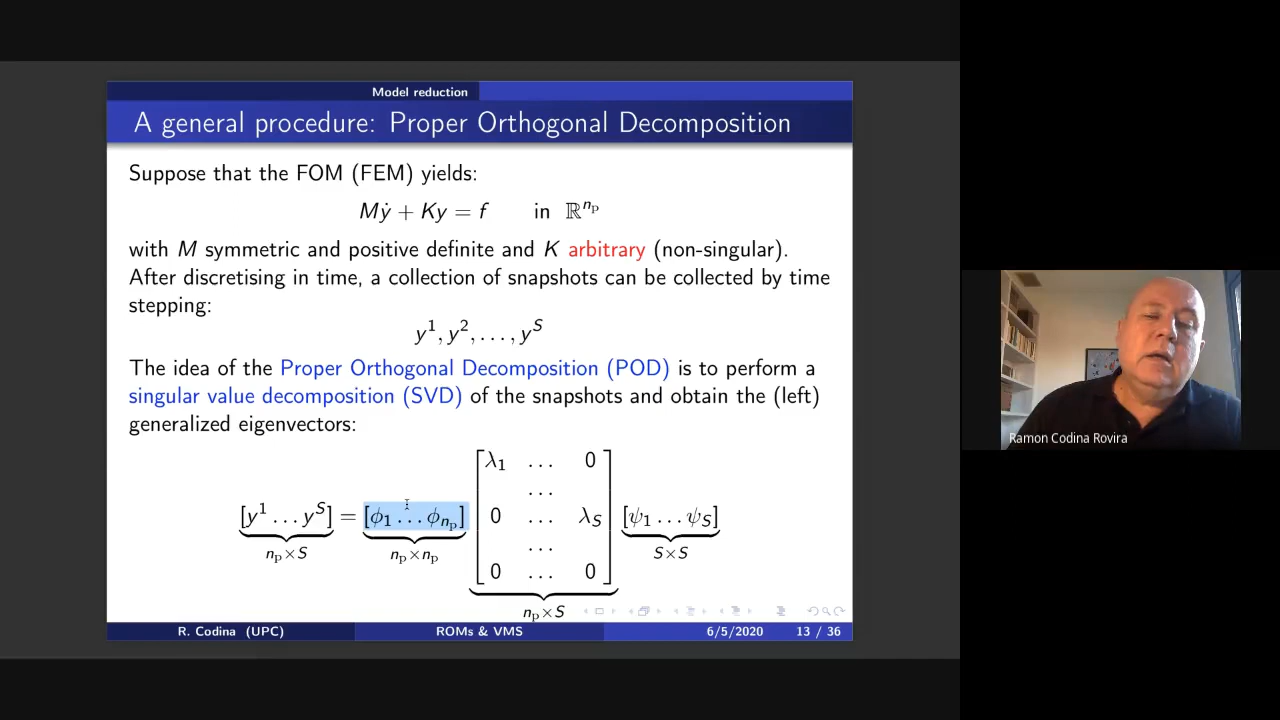 Model reduction
A general procedure: Proper Orthogonal Decomposition
Suppose that the FOM (FEM) yields:
Mẏ + Ky = f in ℝ^{n_p}
with M symmetric and positive definite and K arbitrary (non-singular).
After discretising in time, a collection of snapshots can be collected by time
stepping:
y^1, y^2, . . . , y^S
The idea of the Proper Orthogonal Decomposition (POD) is to perform a
singular value decomposition (SVD) of the snapshots and obtain the (left)
generalized eigenvectors:
λ_1 . . . 0
. . .
[y^1 . . . y^S] = [ϕ_1 . . . ϕ_{n_p}] 0 . . . λ_S [ψ_1 . . . ψ_S]
n_p×S n_p×n_p . . . S×S
0 . . . 0
n_p×S
R. Codina (UPC) ROMs & VMS 6/5/2020 13 / 36
Ramon Codina Rovira